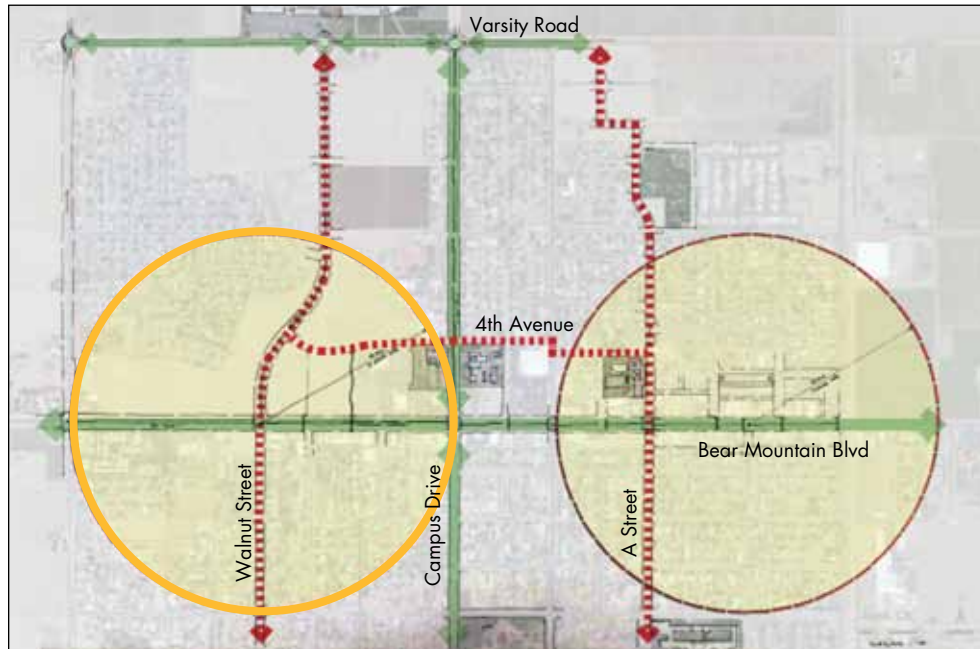 Varsity Road
4th Avenue
Bear Mountain Blvd
Walnut Street
Campus Drive
A Street